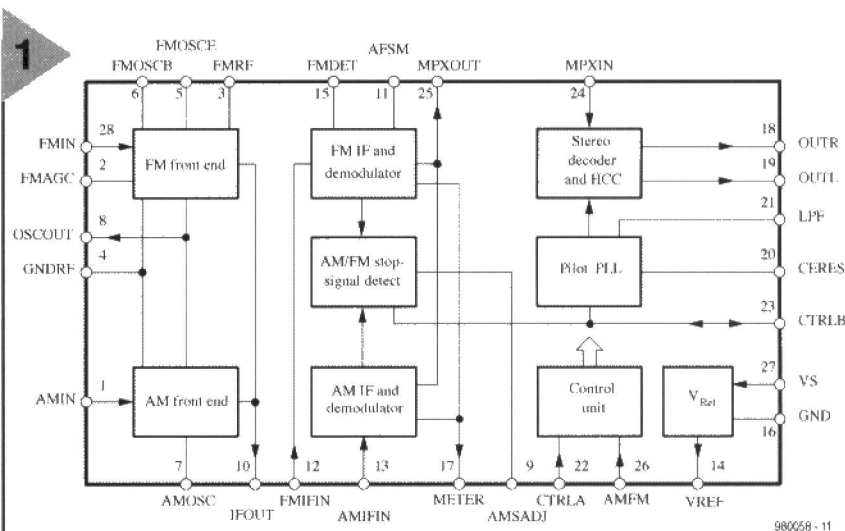 1
FMOSCE AFSM
FMOSCB FMRF FMDET MPXOUT MPXIN
6 5 3 15 11 25 24
FMIN 28
FM front end
FM IF and
demodulator
Stereo
decoder
and HCC
18 OUTR
FMAGC 2
19 OUTL
OSCOUT 8
21 LPF
GNDRF 4
AM/FM stop-
signal detect
Pilot PLL
20 CERES
23 CTRLB
AMIN 1
AM front end
AM IF and
demodulator
Control
unit
VRef
27 VS
GND
16
7 10 12 13 17 9 22 26 14
AMOSC FMIFIN METER CTRLA AMFM VREF
IFOUT AMIFIN AMSADJ
980058 - 11